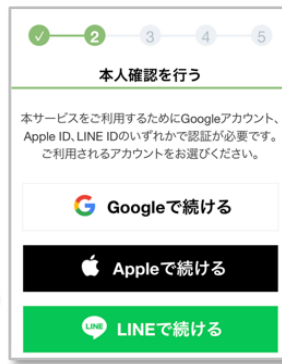 ✓ 2 3 4 5
本人確認を行う
本サービスをご利用するためにGoogleアカウント、
Apple ID、LINE IDのいずれかで認証が必要です。
ご利用されるアカウントをお選びください。
Googleで続ける
Appleで続ける
LINE LINEで続ける